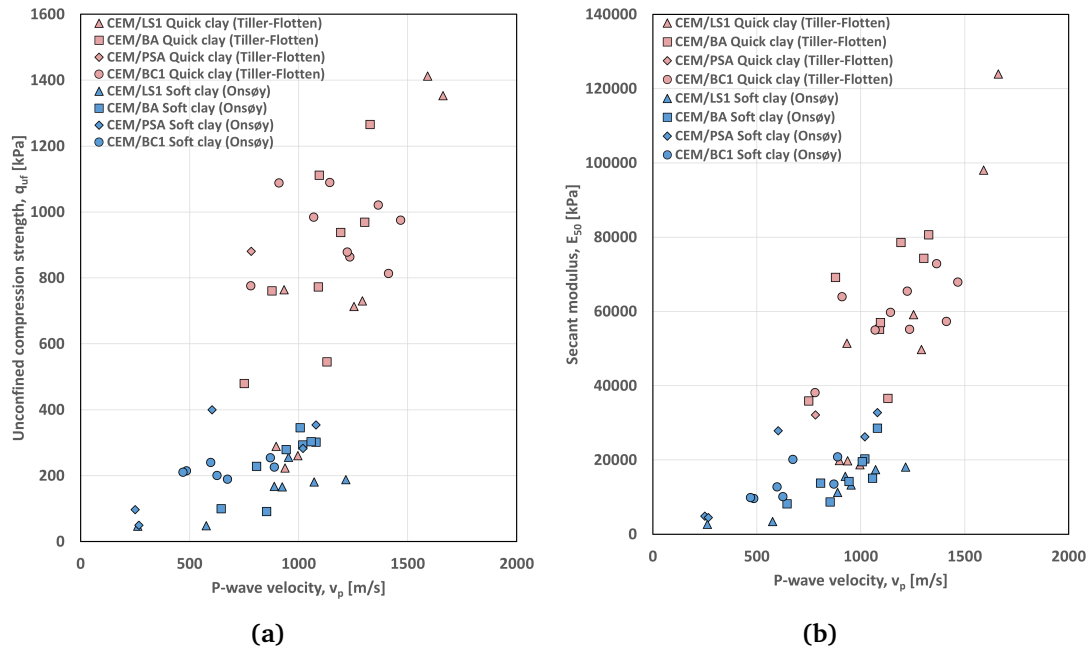 CEM/LS1 Quick clay (Tiller-Flotten)
CEM/BA Quick clay (Tiller-Flotten)
CEM/PSA Quick clay (Tiller-Flotten)
CEM/BC1 Quick clay (Tiller-Flotten)
CEM/LS1 Soft clay (Onsøy)
CEM/BA Soft clay (Onsøy)
CEM/PSA Soft clay (Onsøy)
CEM/BC1 Soft clay (Onsøy)
Unconfined compression strength, q_uf [kPa]
1600
1400
1200
1000
800
600
400
200
0
0 500 1000 1500 2000
P-wave velocity, v_p [m/s]
(a)
CEM/LS1 Quick clay (Tiller-Flotten)
CEM/BA Quick clay (Tiller-Flotten)
CEM/PSA Quick clay (Tiller-Flotten)
CEM/BC1 Quick clay (Tiller-Flotten)
CEM/LS1 Soft clay (Onsøy)
CEM/BA Soft clay (Onsøy)
CEM/PSA Soft clay (Onsøy)
CEM/BC1 Soft clay (Onsøy)
Secant modulus, E_50 [kPa]
140000
120000
100000
80000
60000
40000
20000
0
0 500 1000 1500 2000
P-wave velocity, v_p [m/s]
(b)